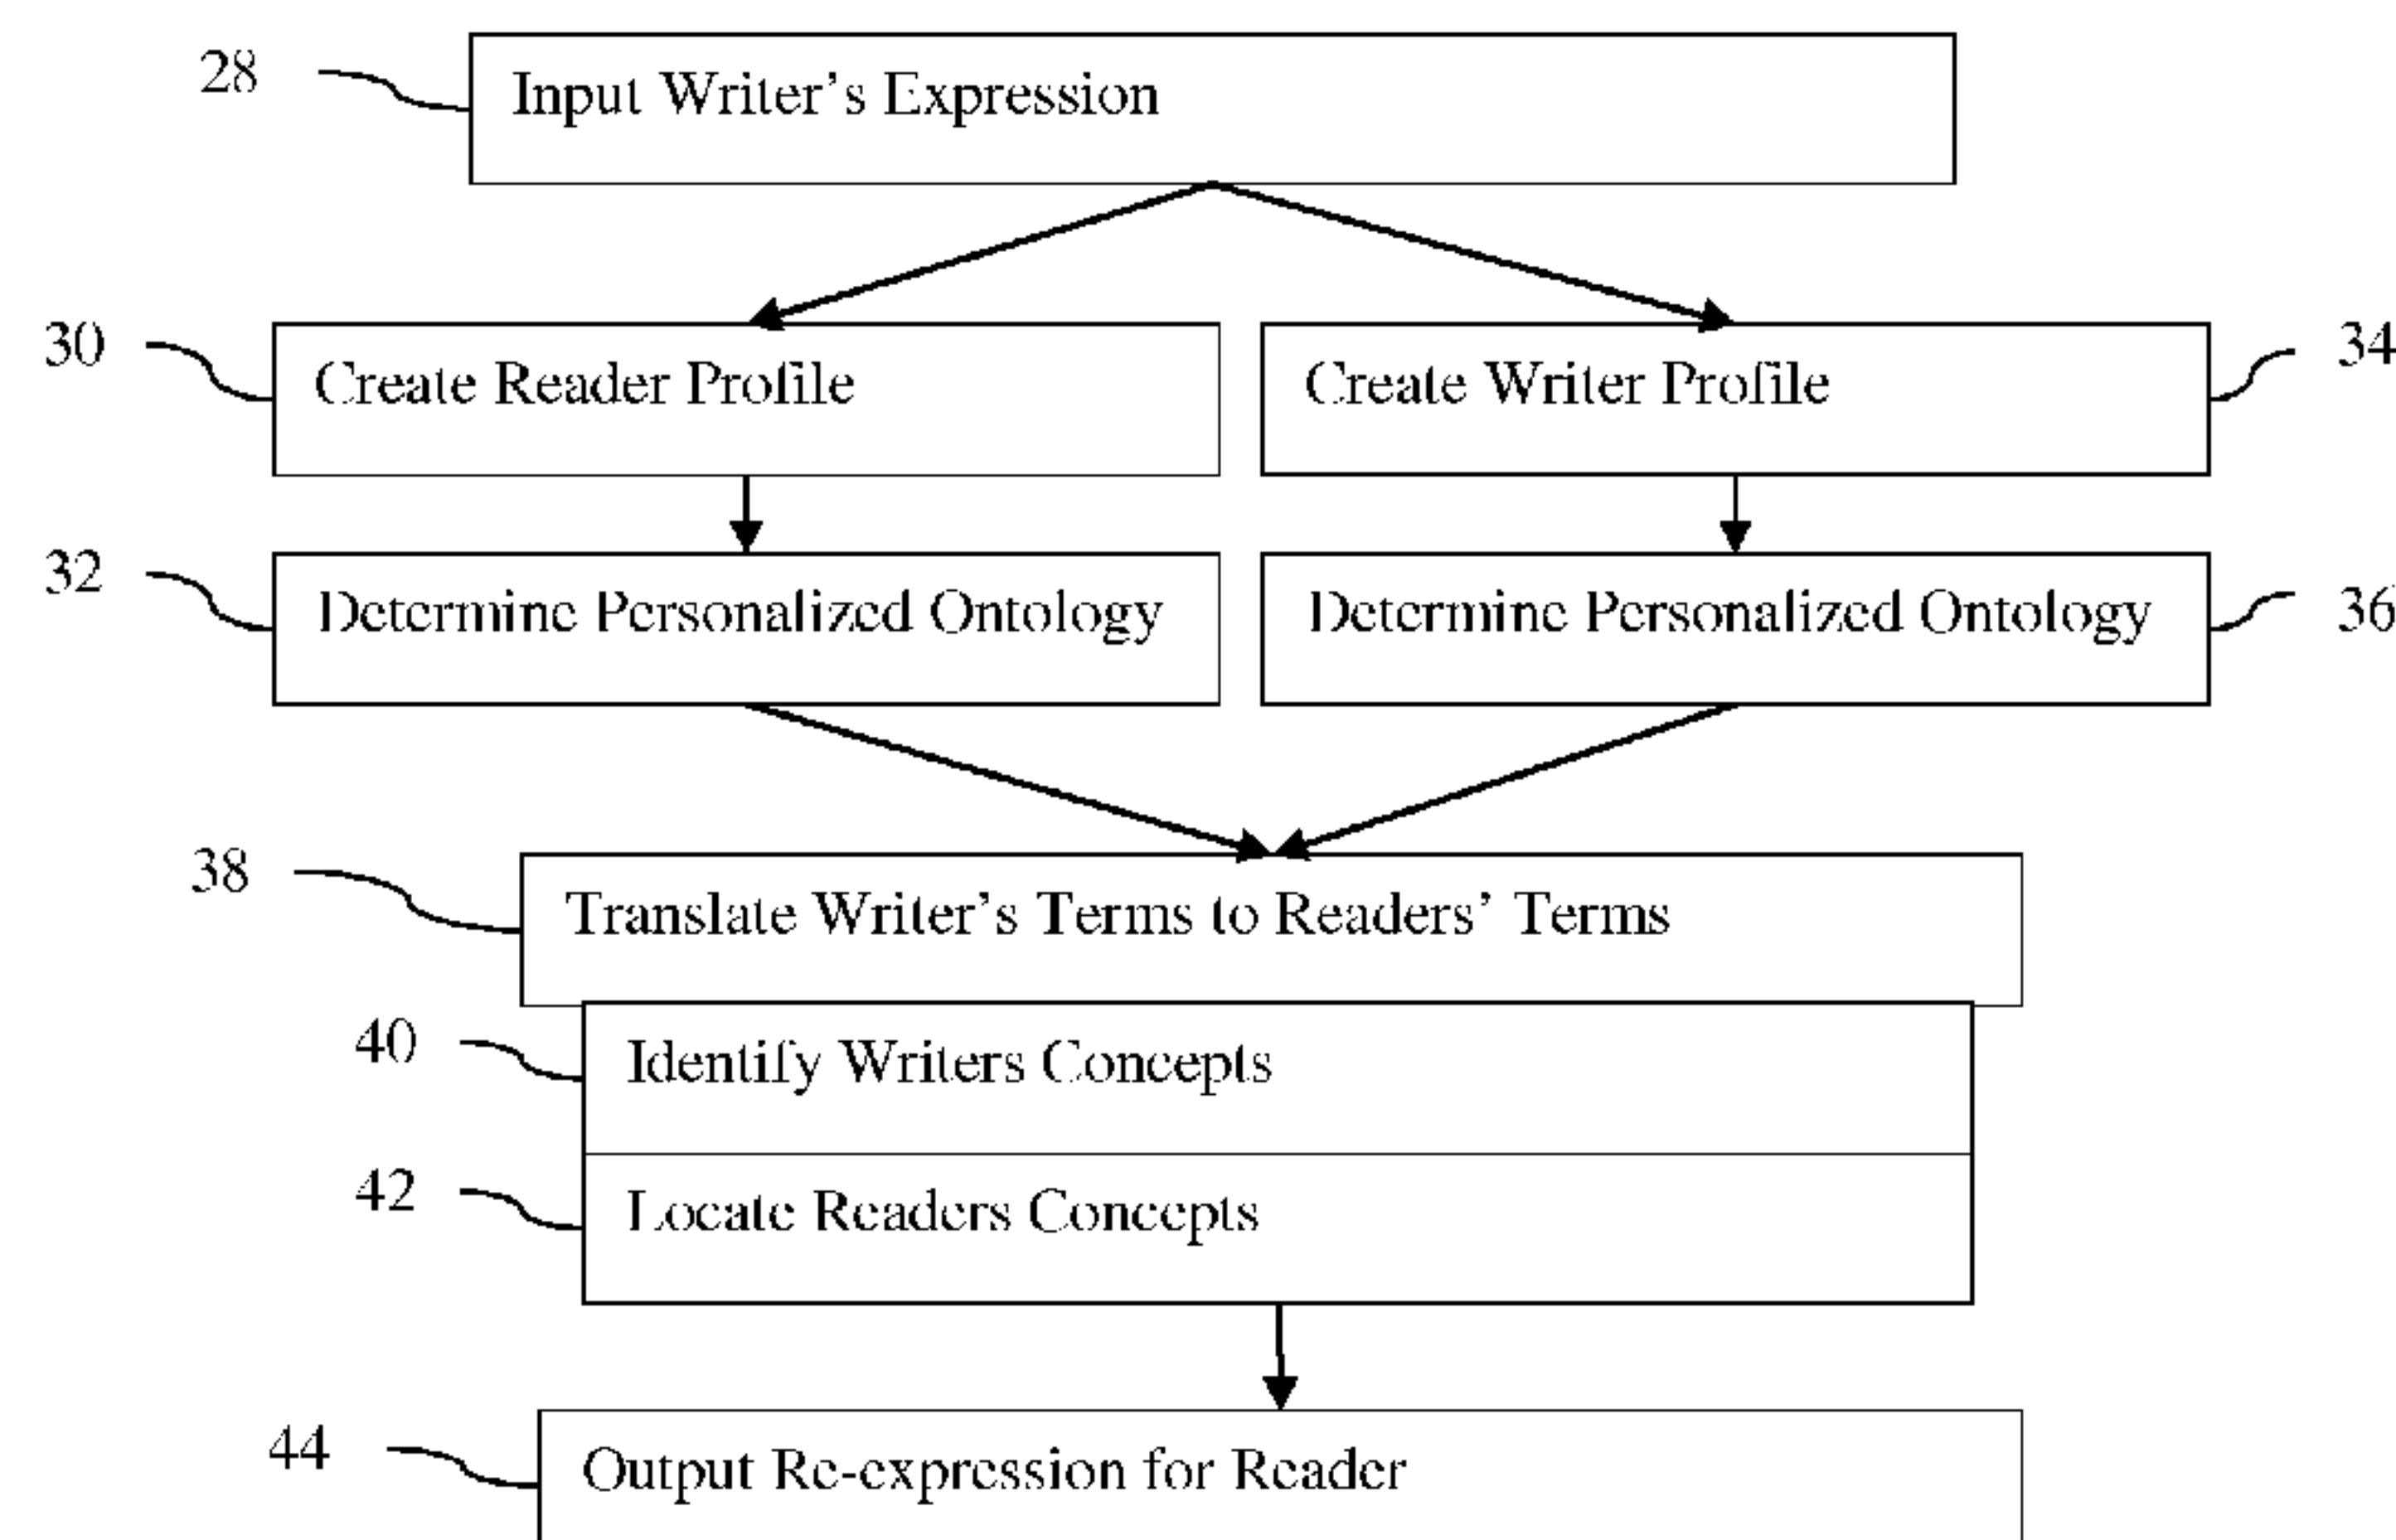 28 Input Writer's Expression
30 Create Reader Profile Create Writer Profile 34
32 Determine Personalized Ontology Determine Personalized Ontology 36
38 Translate Writer's Terms to Readers' Terms
40 Identify Writers Concepts
42 Locate Readers Concepts
44 Output Re-expression for Reader